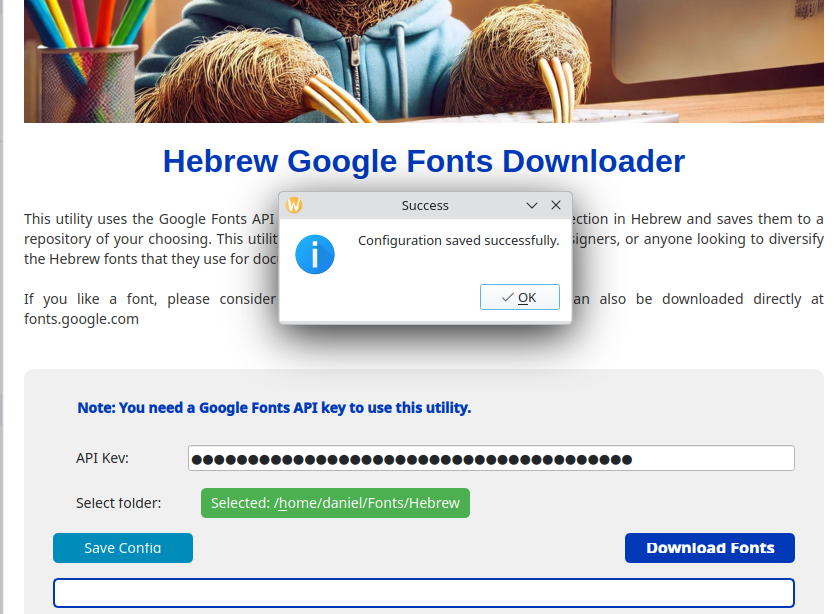 Hebrew Google Fonts Downloader
Success
This utility uses the Google Fonts API
ection in Hebrew and saves them to a
Configuration saved successfully.
repository of your choosing. This utilit
signers, or anyone looking to diversify
the Hebrew fonts that they use for doc
OK
If you like a font, please consider
an also be downloaded directly at
fonts.google.com
Note: You need a Google Fonts API key to use this utility.
API Key:
●●●●●●●●●●●●●●●●●●●●●●●●●●●●●●●●●●●●●●●
Select folder:
Selected: /home/daniel/Fonts/Hebrew
Save Config
Download Fonts